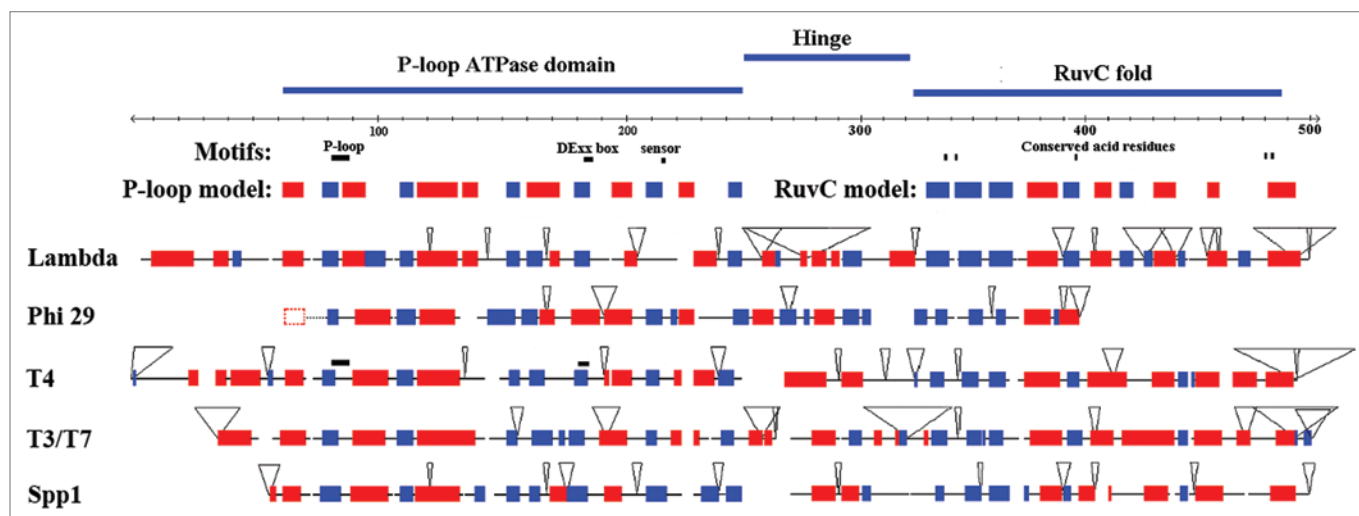 Hinge
P-loop ATPase domain
RuvC fold
100 200 300 400 500
Motifs: P-loop DExx box sensor Conserved acid residues
P-loop model: RuvC model:
Lambda
Phi 29
T4
T3/T7
Spp1